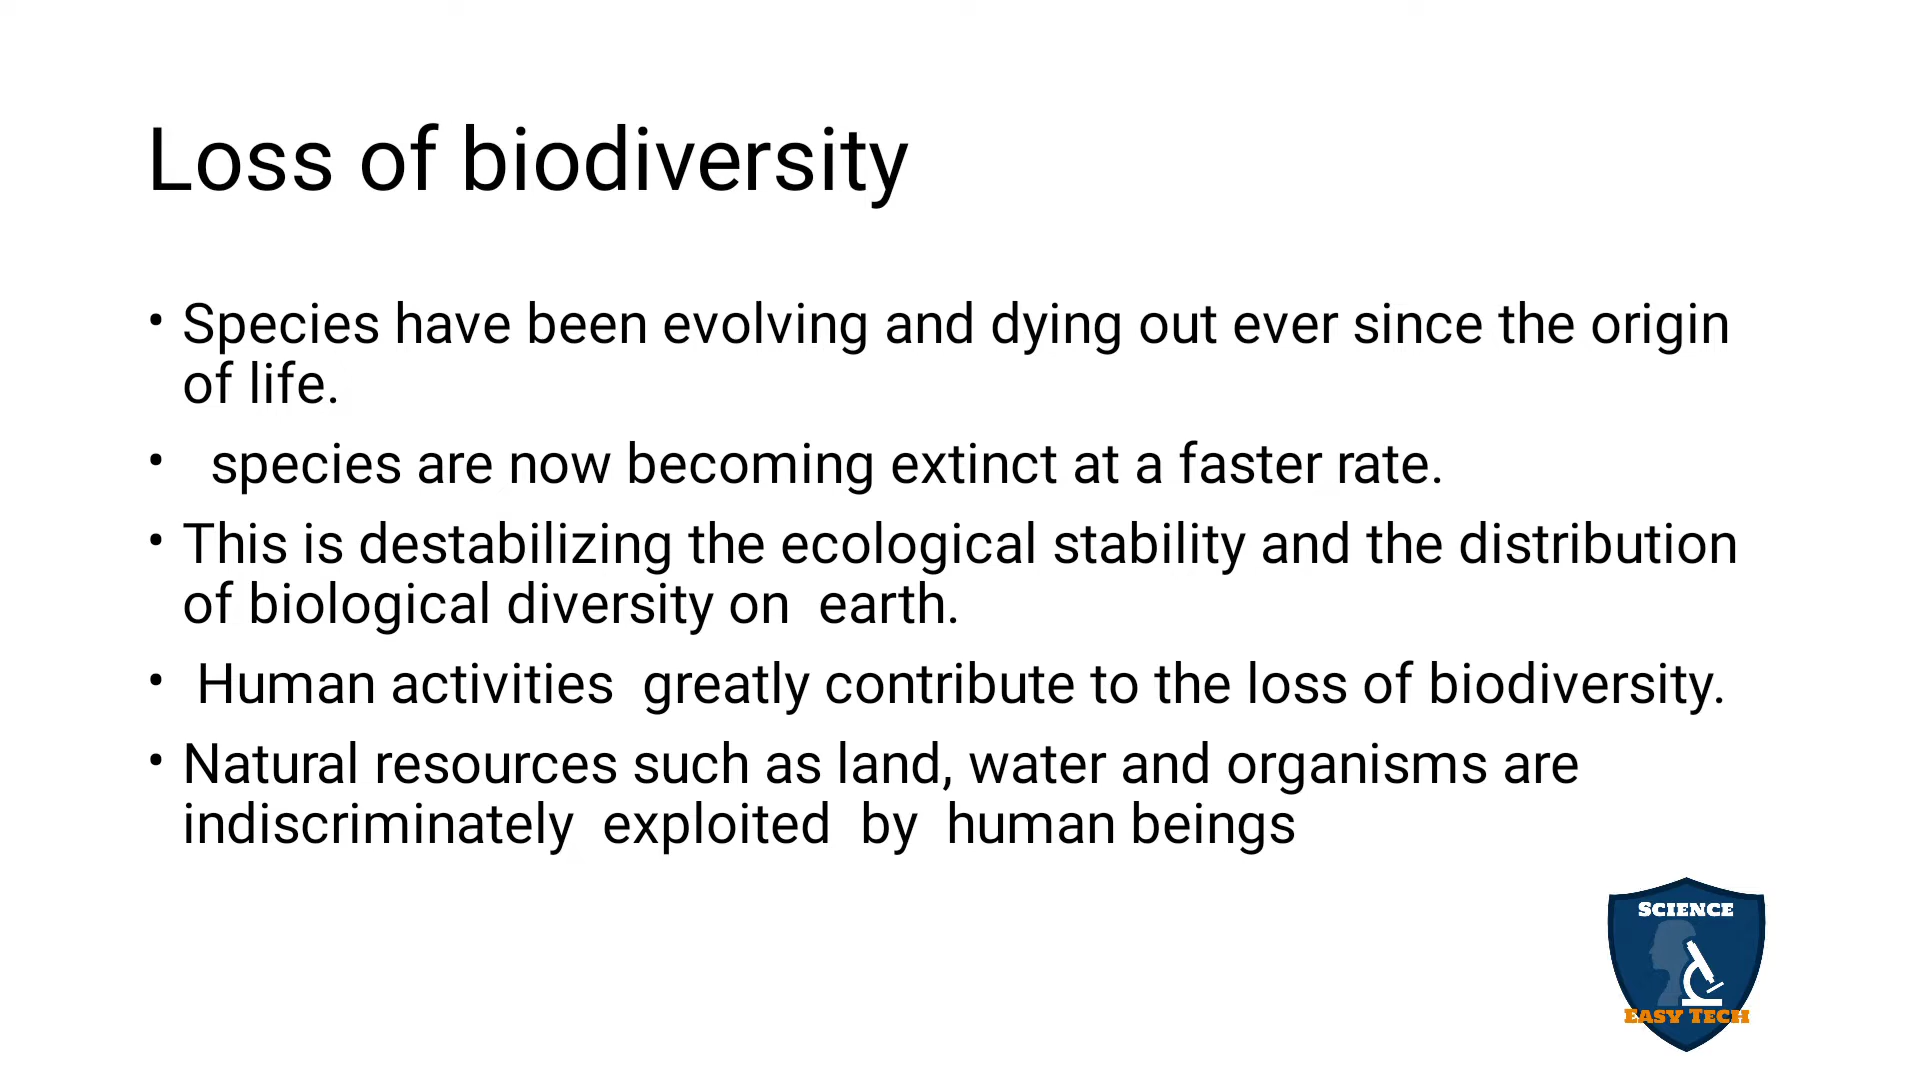 Loss of biodiversity
• Species have been evolving and dying out ever since the origin
of life.
• species are now becoming extinct at a faster rate.
• This is destabilizing the ecological stability and the distribution
of biological diversity on earth.
• Human activities greatly contribute to the loss of biodiversity.
• Natural resources such as land, water and organisms are
indiscriminately exploited by human beings
SCIENCE
EASY TECH